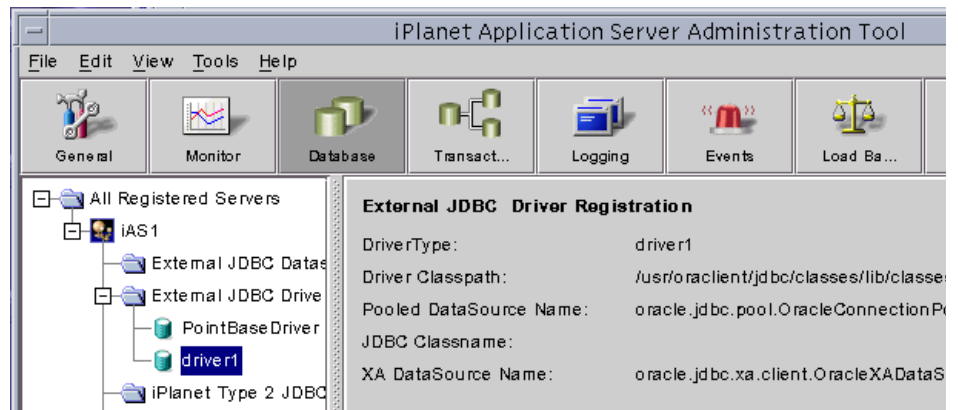 iPlanet Application Server Administration Tool
File Edit View Tools Help
General Monitor Database Transact... Logging Events Load Ba...
All Registered Servers
iAS1
External JDBC Datas
External JDBC Drive
PointBaseDriver
driver1
iPlanet Type 2 JDBC
External JDBC Driver Registration
DriverType: driver1
Driver Classpath: /usr/oraclient/jdbc/classes/lib/classe
Pooled DataSource Name: oracle.jdbc.pool.OracleConnectionPo
JDBC Classname:
XA DataSource Name: oracle.jdbc.xa.client.OracleXADataS